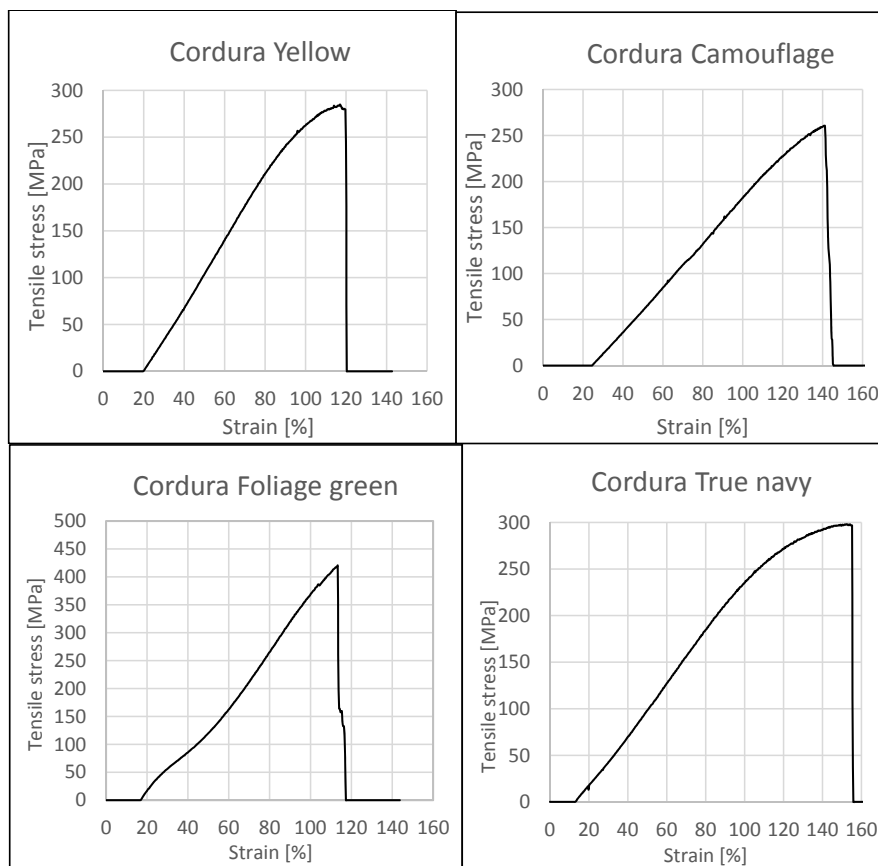 Cordura Yellow
Tensile stress [MPa]
300
250
200
150
100
50
0
0 20 40 60 80 100 120 140 160
Strain [%]
Cordura Camouflage
Tensile stress [MPa]
300
250
200
150
100
50
0
0 20 40 60 80 100 120 140 160
Strain [%]
Cordura Foliage green
Tensile stress [MPa]
500
450
400
350
300
250
200
150
100
50
0
0 20 40 60 80 100 120 140 160
Strain [%]
Cordura True navy
Tensile stress [MPa]
300
250
200
150
100
50
0
0 20 40 60 80 100 120 140 160
Strain [%]